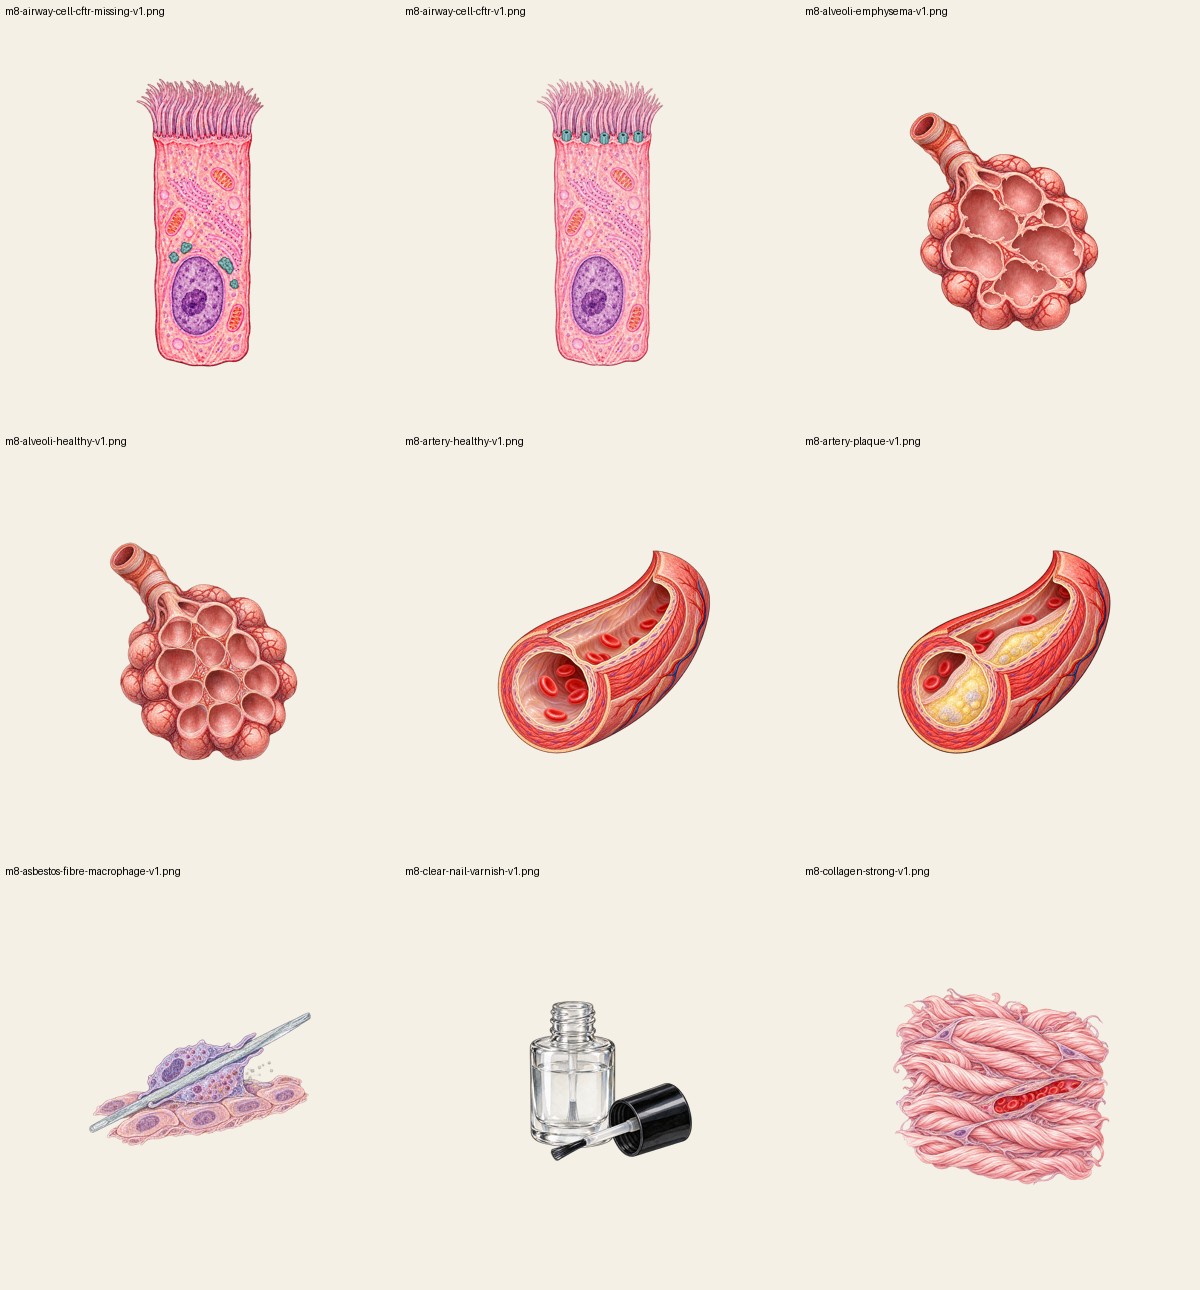 m8-airway-cell-cftr-missing-v1.png
m8-airway-cell-cftr-v1.png
m8-alveoli-emphysema-v1.png
m8-alveoli-healthy-v1.png
m8-artery-healthy-v1.png
m8-artery-plaque-v1.png
m8-asbestos-fibre-macrophage-v1.png
m8-clear-nail-varnish-v1.png
m8-collagen-strong-v1.png